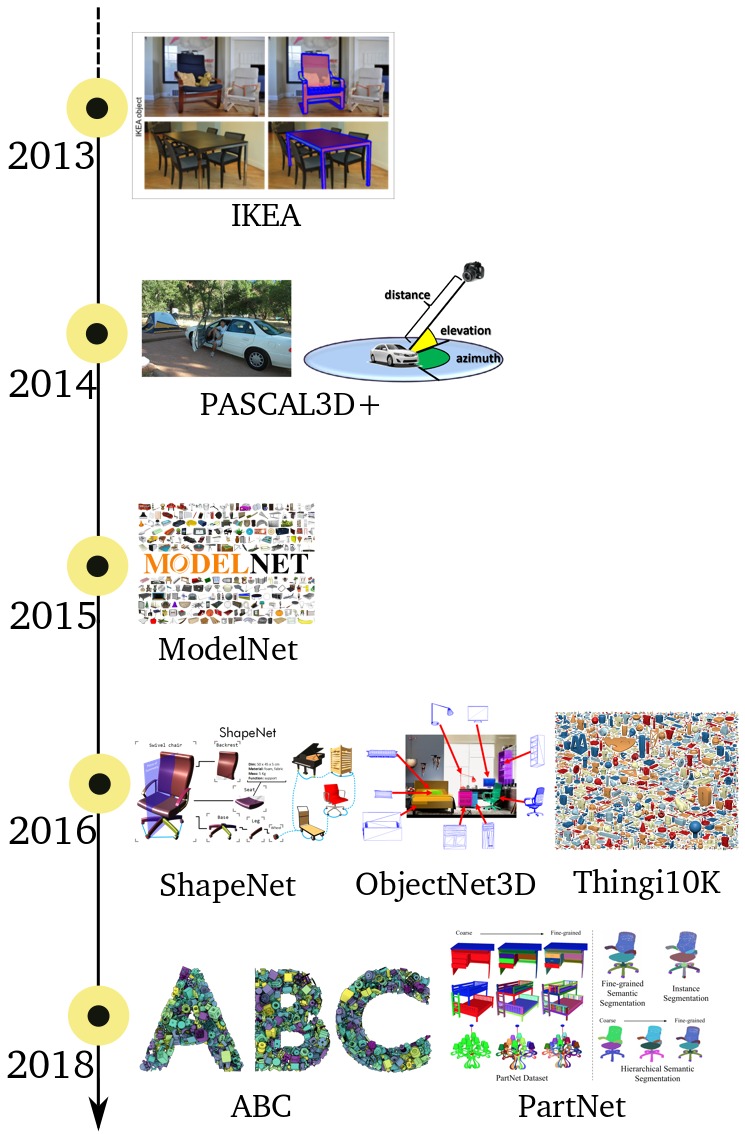 IKEA object
2013
IKEA
distance
elevation
azimuth
2014
PASCAL3D+
MODELNET
2015
ModelNet
ShapeNet
Swivel chair
Backrest
Seat
Base
Leg
Wheel
2016
ShapeNet
ObjectNet3D
Thingi10K
Coarse
Fine-grained
Fine-grained
Semantic
Segmentation
Instance
Segmentation
Coarse
Fine-grained
Hierarchical Semantic
Segmentation
PartNet Dataset
ABC
2018
ABC
PartNet